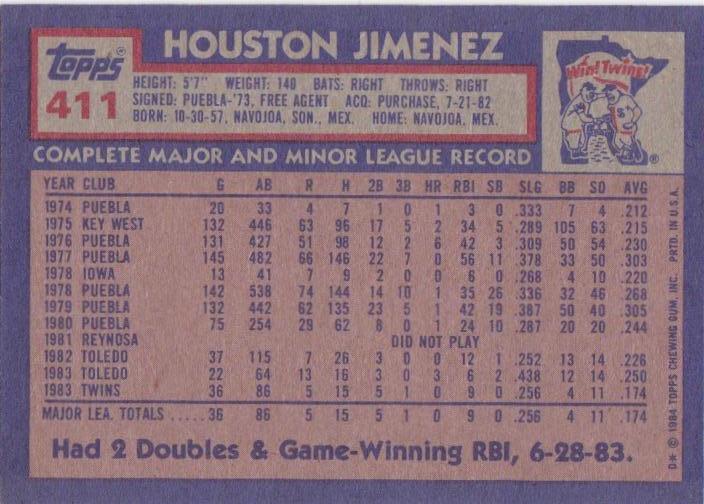 Topps
411
HOUSTON JIMENEZ
HEIGHT: 5'7" WEIGHT: 140 BATS: RIGHT THROWS: RIGHT
SIGNED: PUEBLA-'73, FREE AGENT ACQ: PURCHASE, 7-21-82
BORN: 10-30-57, NAVOJOA, SON., MEX. HOME: NAVOJOA, MEX.
Win! Twins!
®
COMPLETE MAJOR AND MINOR LEAGUE RECORD
YEAR CLUB G AB R H 2B 3B HR RBI SB SLG BB SO AVG
1974 PUEBLA 20 33 4 7 1 0 1 3 0 .333 7 4 .212
1975 KEY WEST 132 446 63 96 17 5 2 34 5 .289 105 63 .215
1976 PUEBLA 131 427 51 98 12 2 6 42 3 .309 50 54 .230
1977 PUEBLA 145 482 66 146 22 7 0 56 11 .378 33 50 .303
1978 IOWA 13 41 7 9 2 0 0 6 0 .268 4 10 .220
1978 PUEBLA 142 538 74 144 14 10 1 35 26 .336 32 46 .268
1979 PUEBLA 132 442 62 135 23 5 1 42 19 .387 50 40 .305
1980 PUEBLA 75 254 29 62 8 0 1 24 10 .287 20 20 .244
1981 REYNOSA DID NOT PLAY
1982 TOLEDO 37 115 7 26 3 0 0 12 1 .252 13 14 .226
1983 TOLEDO 22 64 13 16 3 0 3 6 2 .438 12 14 .250
1983 TWINS 36 86 5 15 5 1 0 9 0 .256 4 11 .174
MAJOR LEA. TOTALS ..... 36 86 5 15 5 1 0 9 0 .256 4 11 .174
Had 2 Doubles & Game-Winning RBI, 6-28-83.
D* © 1984 TOPPS CHEWING GUM, INC. PRTD. IN U.S.A.